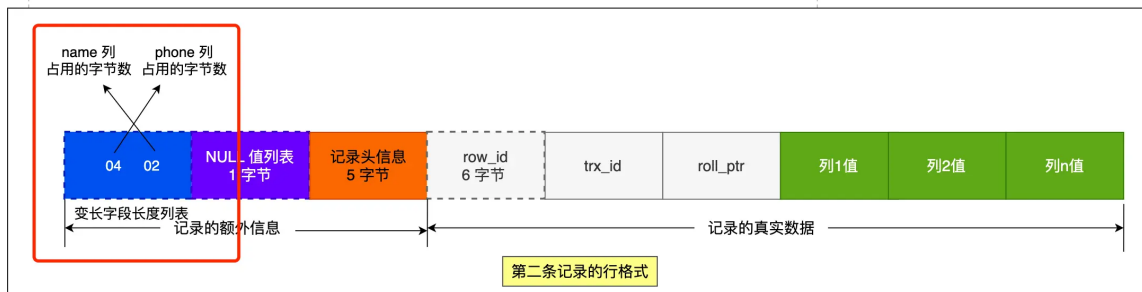 name 列
占用的字节数
phone 列
占用的字节数
04
02
NULL 值列表
1 字节
记录头信息
5 字节
row_id
6 字节
trx_id
roll_ptr
列1值
列2值
列n值
变长字段长度列表
记录的额外信息
记录的真实数据
第二条记录的行格式